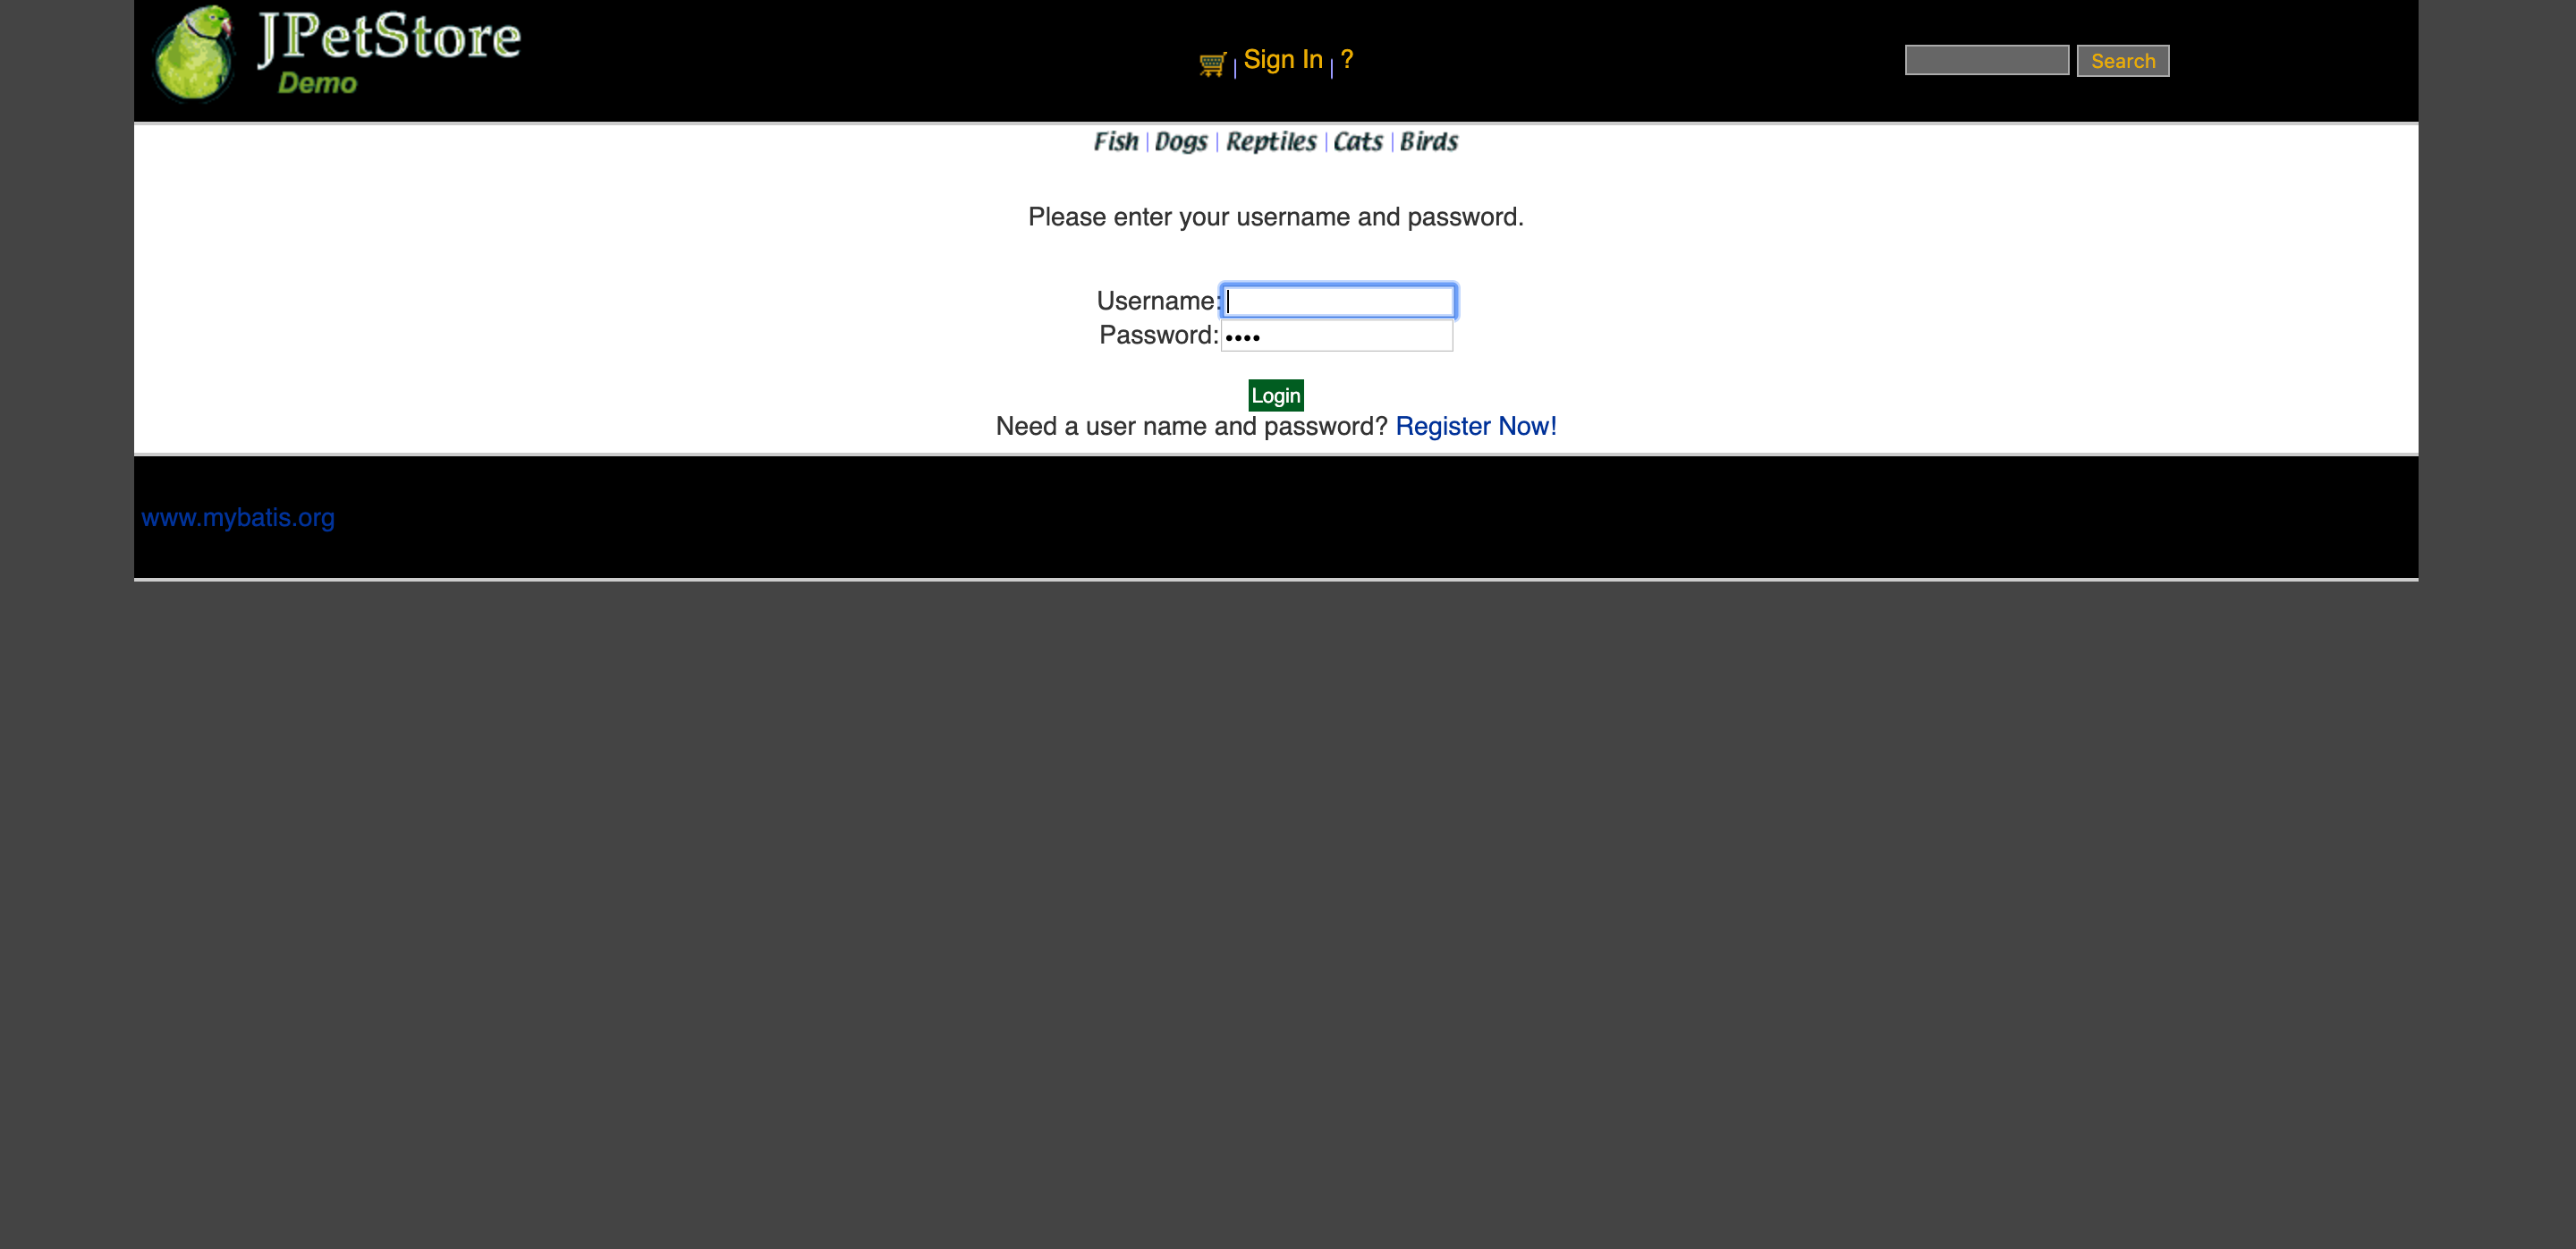 JPetStore
Demo
| Sign In | ?
Search
Fish | Dogs | Reptiles | Cats | Birds
Please enter your username and password.
Username:
Password: ••••
Login
Need a user name and password? Register Now!
www.mybatis.org